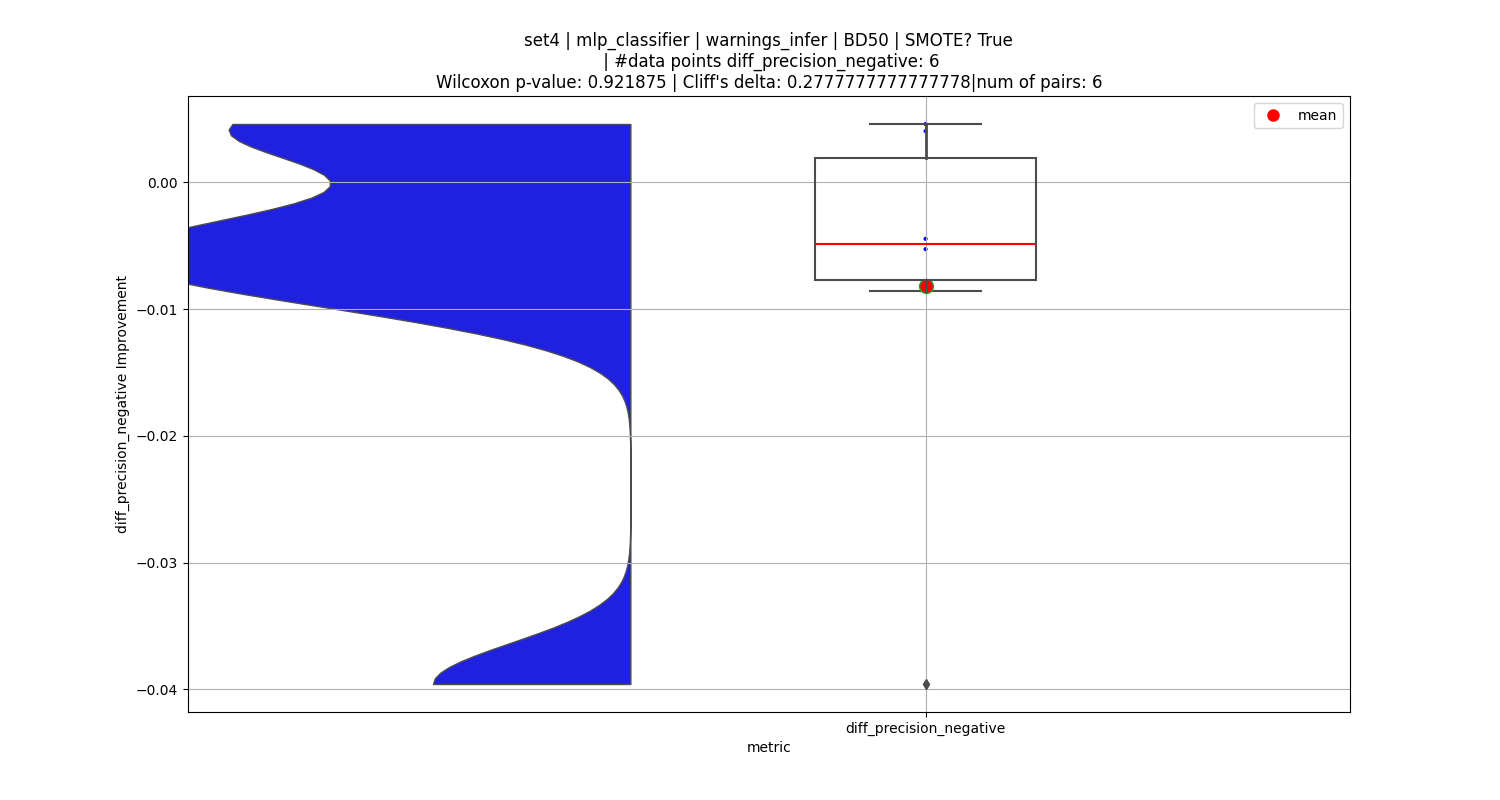 set4 | mlp_classifier | warnings_infer | BD50 | SMOTE? True
| #data points diff_precision_negative: 6
Wilcoxon p-value: 0.921875 | Cliff's delta: 0.2777777777777778|num of pairs: 6
mean
0.00
−0.01
−0.02
−0.03
−0.04
diff_precision_negative Improvement
diff_precision_negative
metric